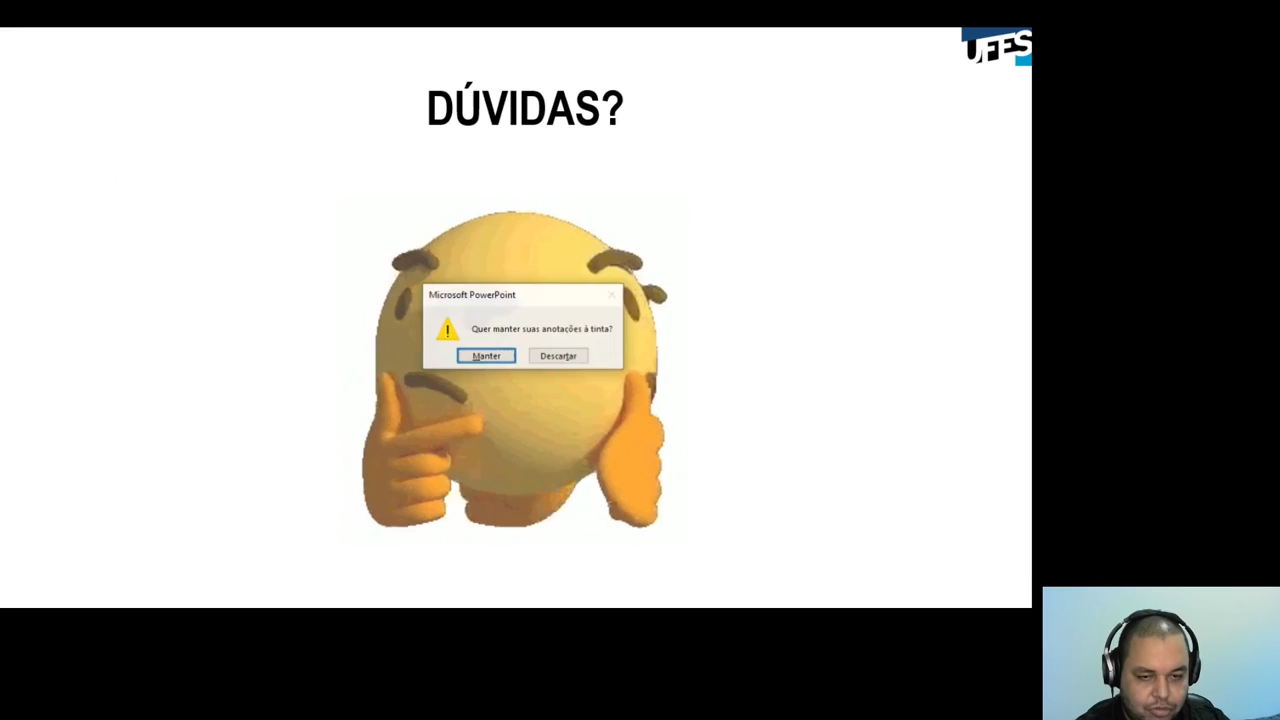 UFES
DÚVIDAS?
Microsoft PowerPoint
Quer manter suas anotações à tinta?
Manter
Descartar